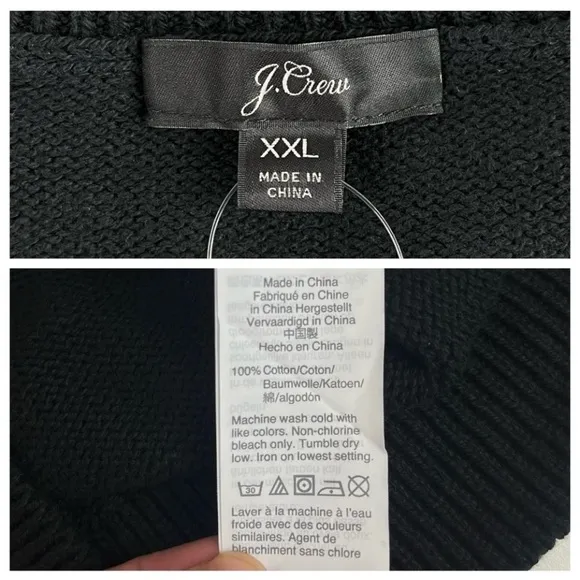 J.Crew
XXL
MADE IN
CHINA
Made in China
Fabriqué en Chine
in China Hergestellt
Vervaardigd in China
中国製
Hecho en China
100% Cotton/Coton/
Baumwolle/Katoen/
綿/algodón
Machine wash cold with
like colors. Non-chlorine
bleach only. Tumble dry
low. Iron on lowest setting.
30
Laver à la machine à l'eau
froide avec des couleurs
similaires. Agent de
blanchiment sans chlore